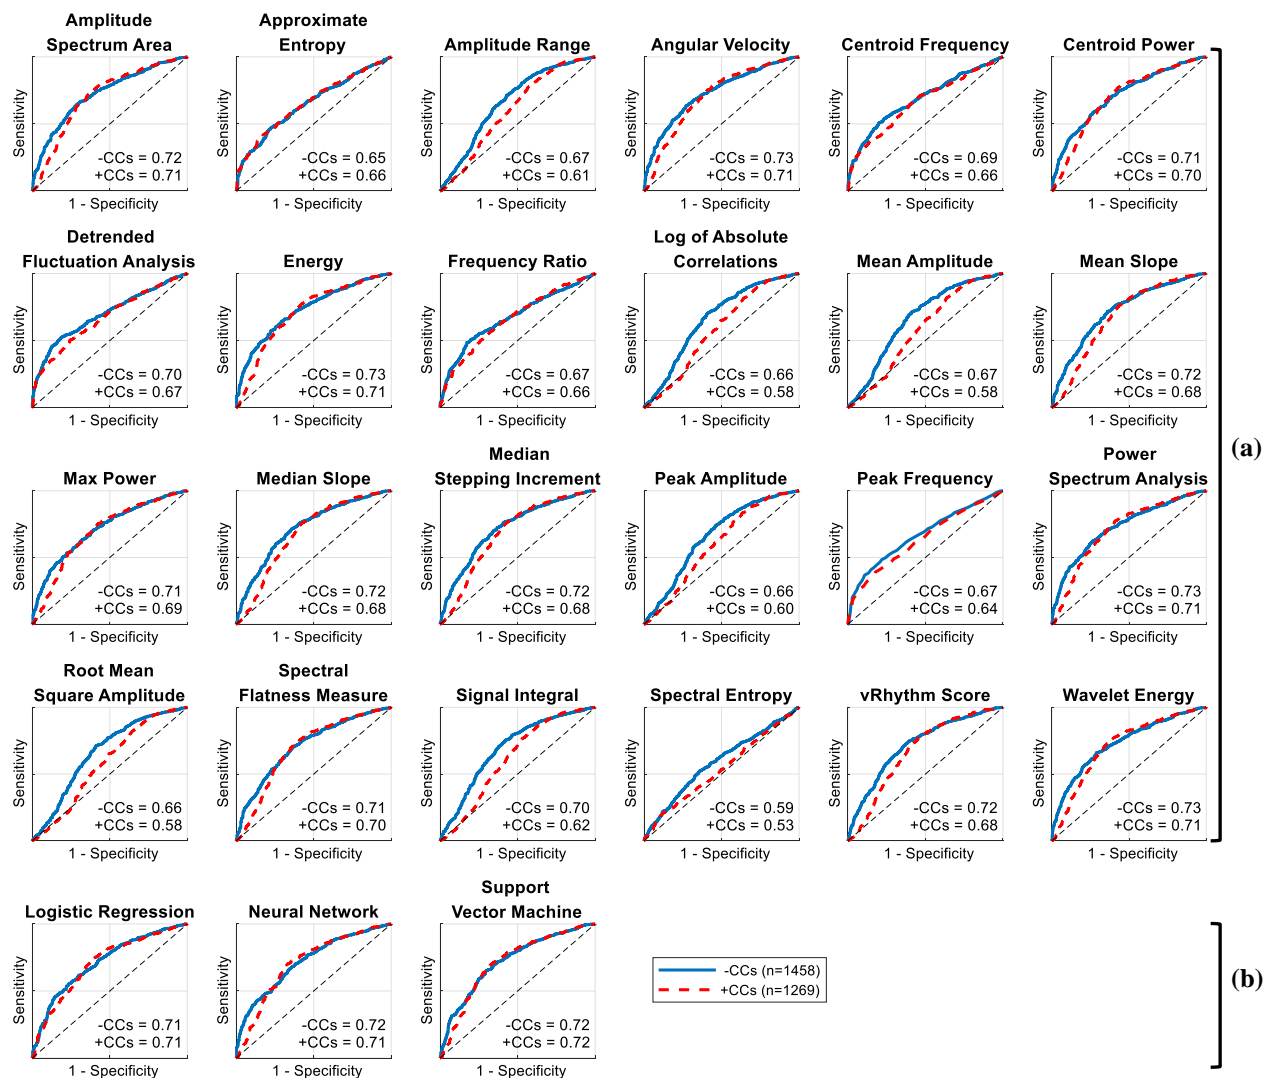 Amplitude
Spectrum Area
Sensitivity
-CCs = 0.72
+CCs = 0.71
1 - Specificity
Approximate
Entropy
Sensitivity
-CCs = 0.65
+CCs = 0.66
1 - Specificity
Amplitude Range
Sensitivity
-CCs = 0.67
+CCs = 0.61
1 - Specificity
Angular Velocity
Sensitivity
-CCs = 0.73
+CCs = 0.71
1 - Specificity
Centroid Frequency
Sensitivity
-CCs = 0.69
+CCs = 0.66
1 - Specificity
Centroid Power
Sensitivity
-CCs = 0.71
+CCs = 0.70
1 - Specificity
Detrended
Fluctuation Analysis
Sensitivity
-CCs = 0.70
+CCs = 0.67
1 - Specificity
Energy
Sensitivity
-CCs = 0.73
+CCs = 0.71
1 - Specificity
Frequency Ratio
Sensitivity
-CCs = 0.67
+CCs = 0.66
1 - Specificity
Log of Absolute
Correlations
Sensitivity
-CCs = 0.66
+CCs = 0.58
1 - Specificity
Mean Amplitude
Sensitivity
-CCs = 0.67
+CCs = 0.58
1 - Specificity
Mean Slope
Sensitivity
-CCs = 0.72
+CCs = 0.68
1 - Specificity
(a)
Max Power
Sensitivity
-CCs = 0.71
+CCs = 0.69
1 - Specificity
Median Slope
Sensitivity
-CCs = 0.72
+CCs = 0.68
1 - Specificity
Median
Stepping Increment
Sensitivity
-CCs = 0.72
+CCs = 0.68
1 - Specificity
Peak Amplitude
Sensitivity
-CCs = 0.66
+CCs = 0.60
1 - Specificity
Peak Frequency
Sensitivity
-CCs = 0.67
+CCs = 0.64
1 - Specificity
Power
Spectrum Analysis
Sensitivity
-CCs = 0.73
+CCs = 0.71
1 - Specificity
Root Mean
Square Amplitude
Sensitivity
-CCs = 0.66
+CCs = 0.58
1 - Specificity
Spectral
Flatness Measure
Sensitivity
-CCs = 0.71
+CCs = 0.70
1 - Specificity
Signal Integral
Sensitivity
-CCs = 0.70
+CCs = 0.62
1 - Specificity
Spectral Entropy
Sensitivity
-CCs = 0.59
+CCs = 0.53
1 - Specificity
vRhythm Score
Sensitivity
-CCs = 0.72
+CCs = 0.68
1 - Specificity
Wavelet Energy
Sensitivity
-CCs = 0.73
+CCs = 0.71
1 - Specificity
Logistic Regression
Sensitivity
-CCs = 0.71
+CCs = 0.71
1 - Specificity
Neural Network
Sensitivity
-CCs = 0.72
+CCs = 0.71
1 - Specificity
Support
Vector Machine
Sensitivity
-CCs = 0.72
+CCs = 0.72
1 - Specificity
-CCs (n=1458)
+CCs (n=1269)
(b)